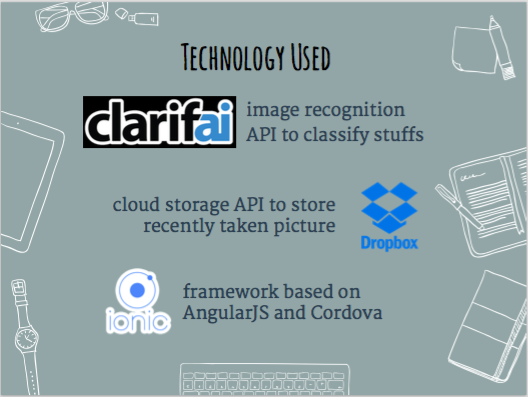 Technology Used
clarifai
image recognition
API to classify stuffs
cloud storage API to store
recently taken picture
Dropbox
ionic
framework based on
AngularJS and Cordova